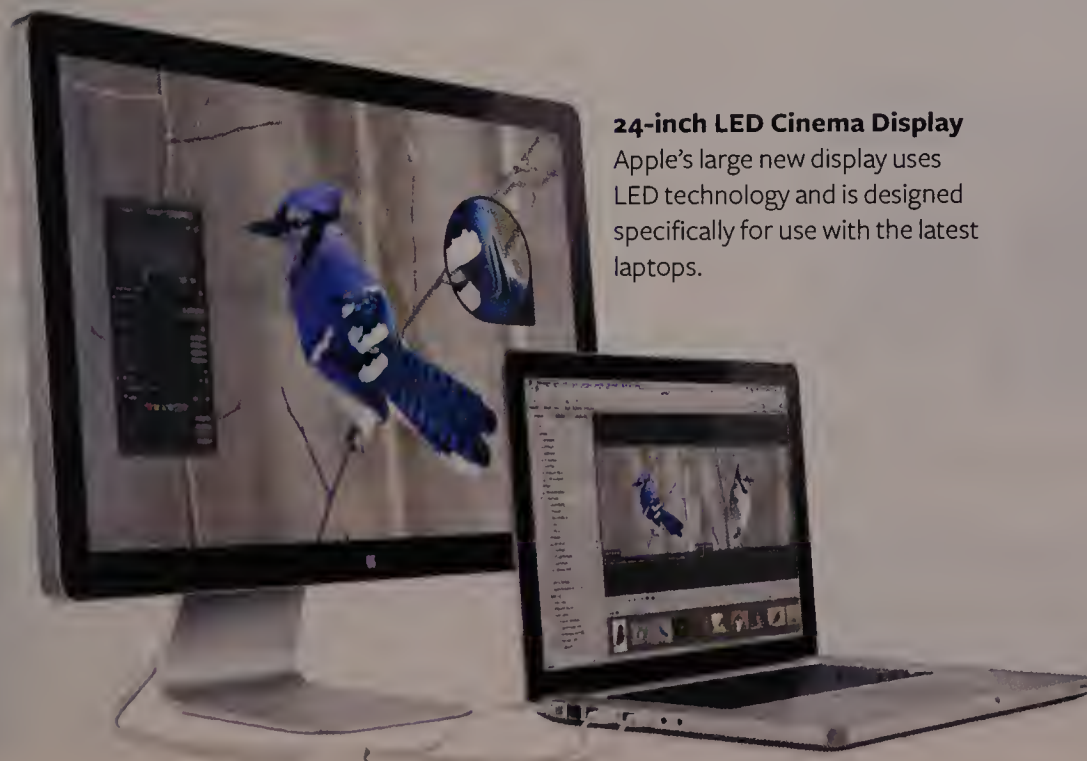 24-inch LED Cinema Display
Apple's large new display uses
LED technology and is designed
specifically for use with the latest
laptops.